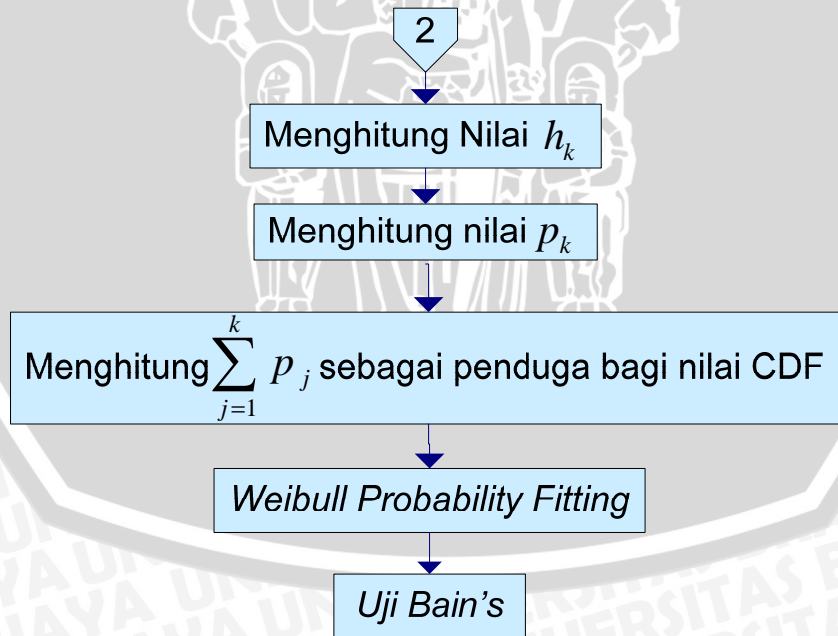 2
Menghitung Nilai h_k
Menghitung nilai p_k
Menghitung ∑_{j=1}^{k} p_j sebagai penduga bagi nilai CDF
Weibull Probability Fitting
Uji Bain's